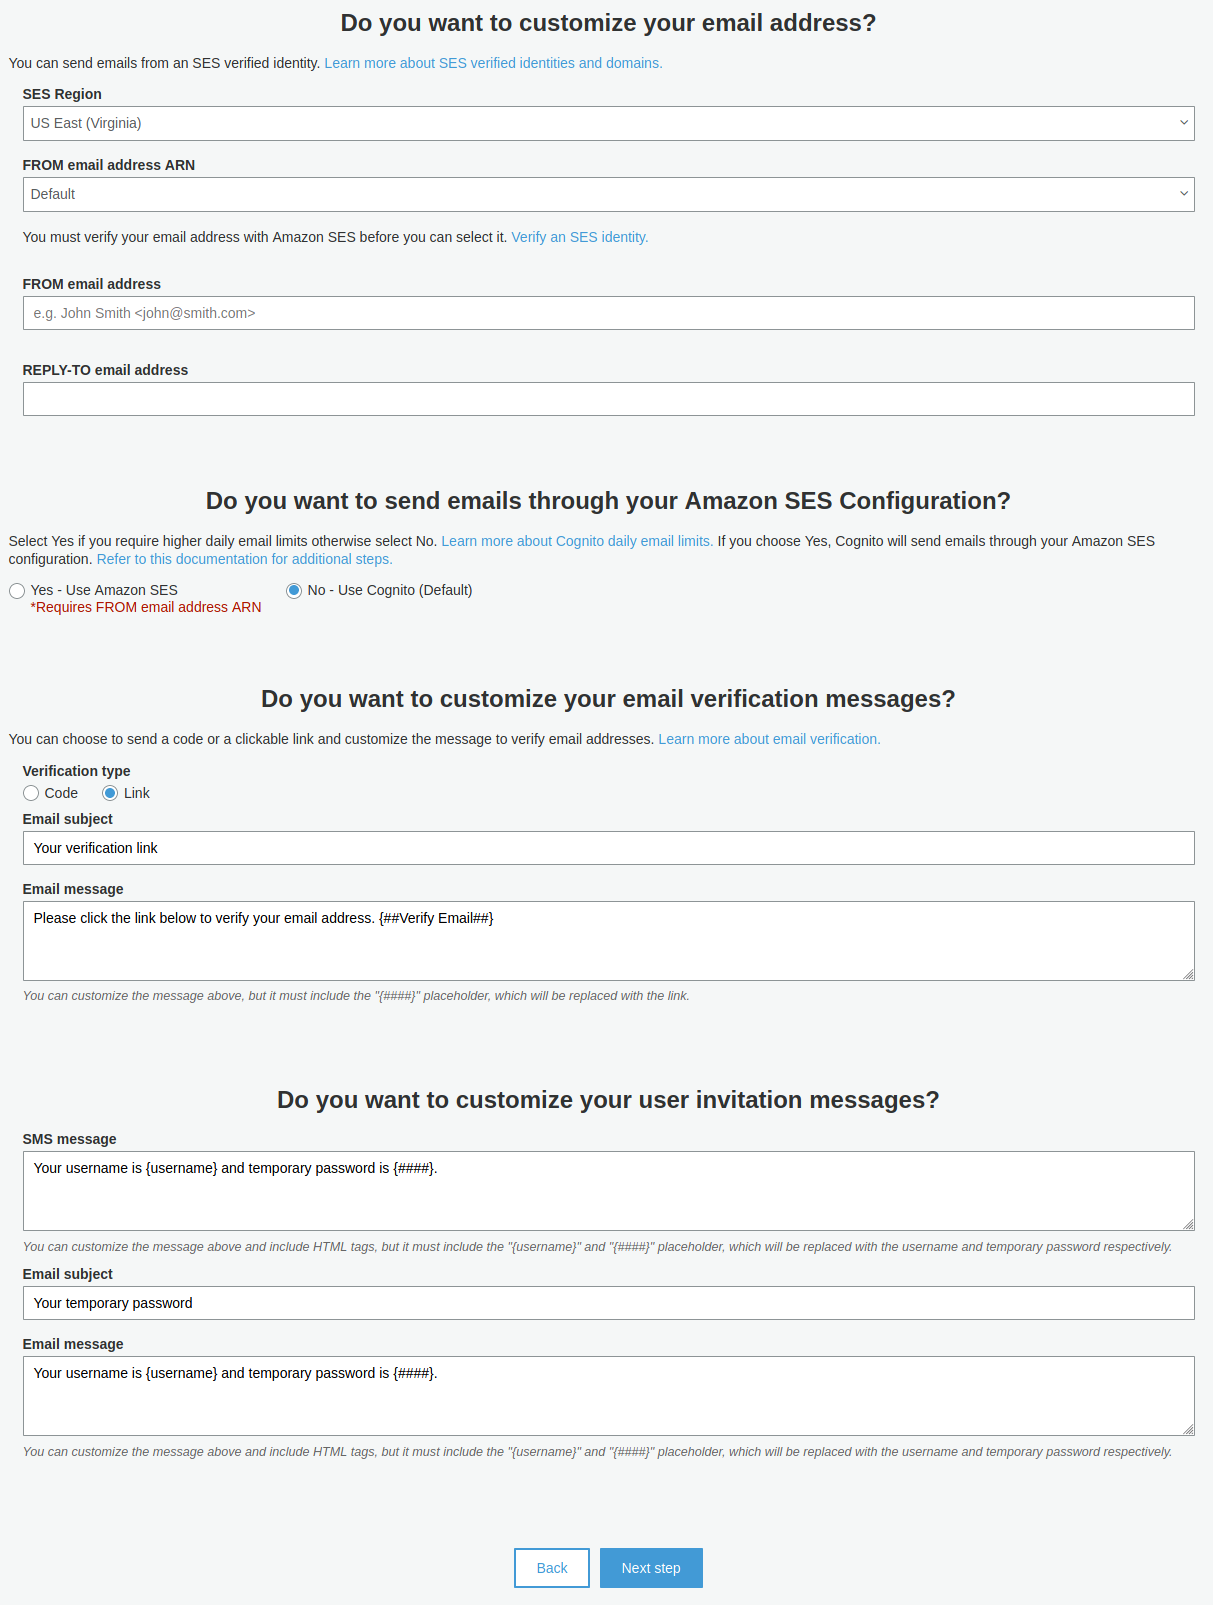 Do you want to customize your email address?
You can send emails from an SES verified identity. Learn more about SES verified identities and domains.
SES Region
US East (Virginia)
FROM email address ARN
Default
You must verify your email address with Amazon SES before you can select it. Verify an SES identity.
FROM email address
e.g. John Smith <john@smith.com>
REPLY-TO email address
Do you want to send emails through your Amazon SES Configuration?
Select Yes if you require higher daily email limits otherwise select No. Learn more about Cognito daily email limits. If you choose Yes, Cognito will send emails through your Amazon SES
configuration. Refer to this documentation for additional steps.
Yes - Use Amazon SES No - Use Cognito (Default)
*Requires FROM email address ARN
Do you want to customize your email verification messages?
You can choose to send a code or a clickable link and customize the message to verify email addresses. Learn more about email verification.
Verification type
Code Link
Email subject
Your verification link
Email message
Please click the link below to verify your email address. {##Verify Email##}
You can customize the message above, but it must include the "{####}" placeholder, which will be replaced with the link.
Do you want to customize your user invitation messages?
SMS message
Your username is {username} and temporary password is {####}.
You can customize the message above and include HTML tags, but it must include the "{username}" and "{####}" placeholder, which will be replaced with the username and temporary password respectively.
Email subject
Your temporary password
Email message
Your username is {username} and temporary password is {####}.
You can customize the message above and include HTML tags, but it must include the "{username}" and "{####}" placeholder, which will be replaced with the username and temporary password respectively.
Back Next step